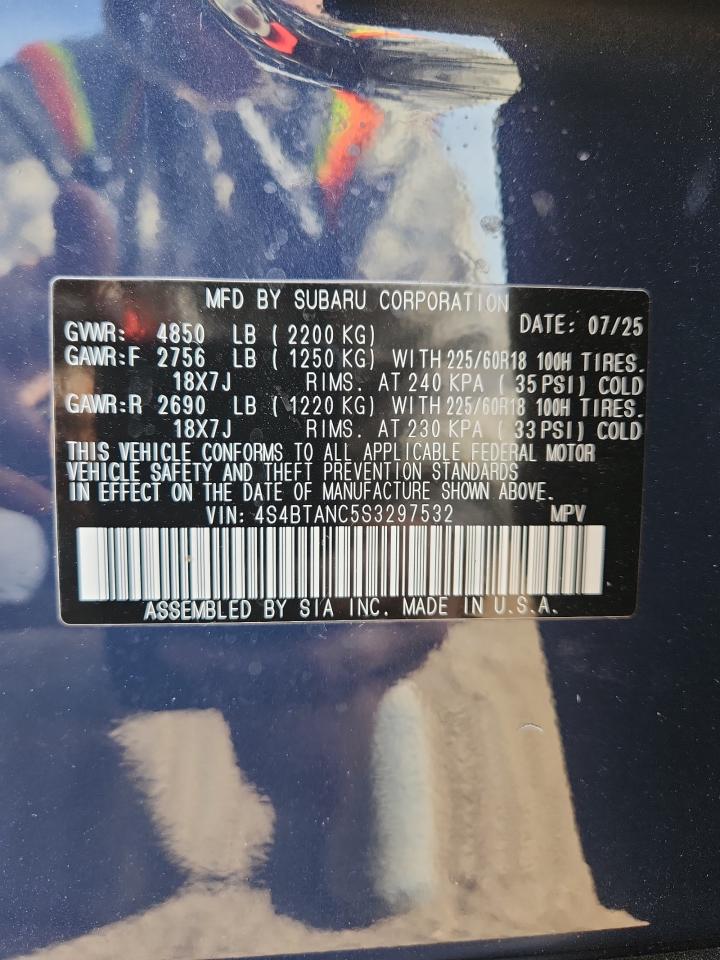 MFD BY SUBARU CORPORATION
DATE: 07/25
GVWR: 4850 LB ( 2200 KG)
GAWR:F 2756 LB ( 1250 KG) WITH 225/60R18 100H TIRES.
18X7J RIMS. AT 240 KPA ( 35 PSI) COLD
GAWR:R 2690 LB ( 1220 KG) WITH 225/60R18 100H TIRES.
18X7J RIMS. AT 230 KPA ( 33 PSI) COLD
THIS VEHICLE CONFORMS TO ALL APPLICABLE FEDERAL MOTOR
VEHICLE SAFETY AND THEFT PREVENTION STANDARDS
IN EFFECT ON THE DATE OF MANUFACTURE SHOWN ABOVE.
VIN: 4S4BTANC5S3297532 MPV
ASSEMBLED BY SIA INC. MADE IN U.S.A.